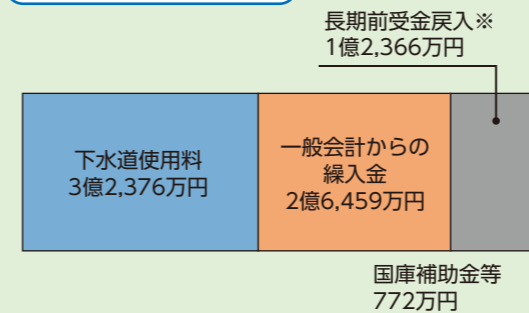 長期前受金戻入※
1億2,366万円
下水道使用料
3億2,376万円
一般会計からの
繰入金
2億6,459万円
国庫補助金等
772万円